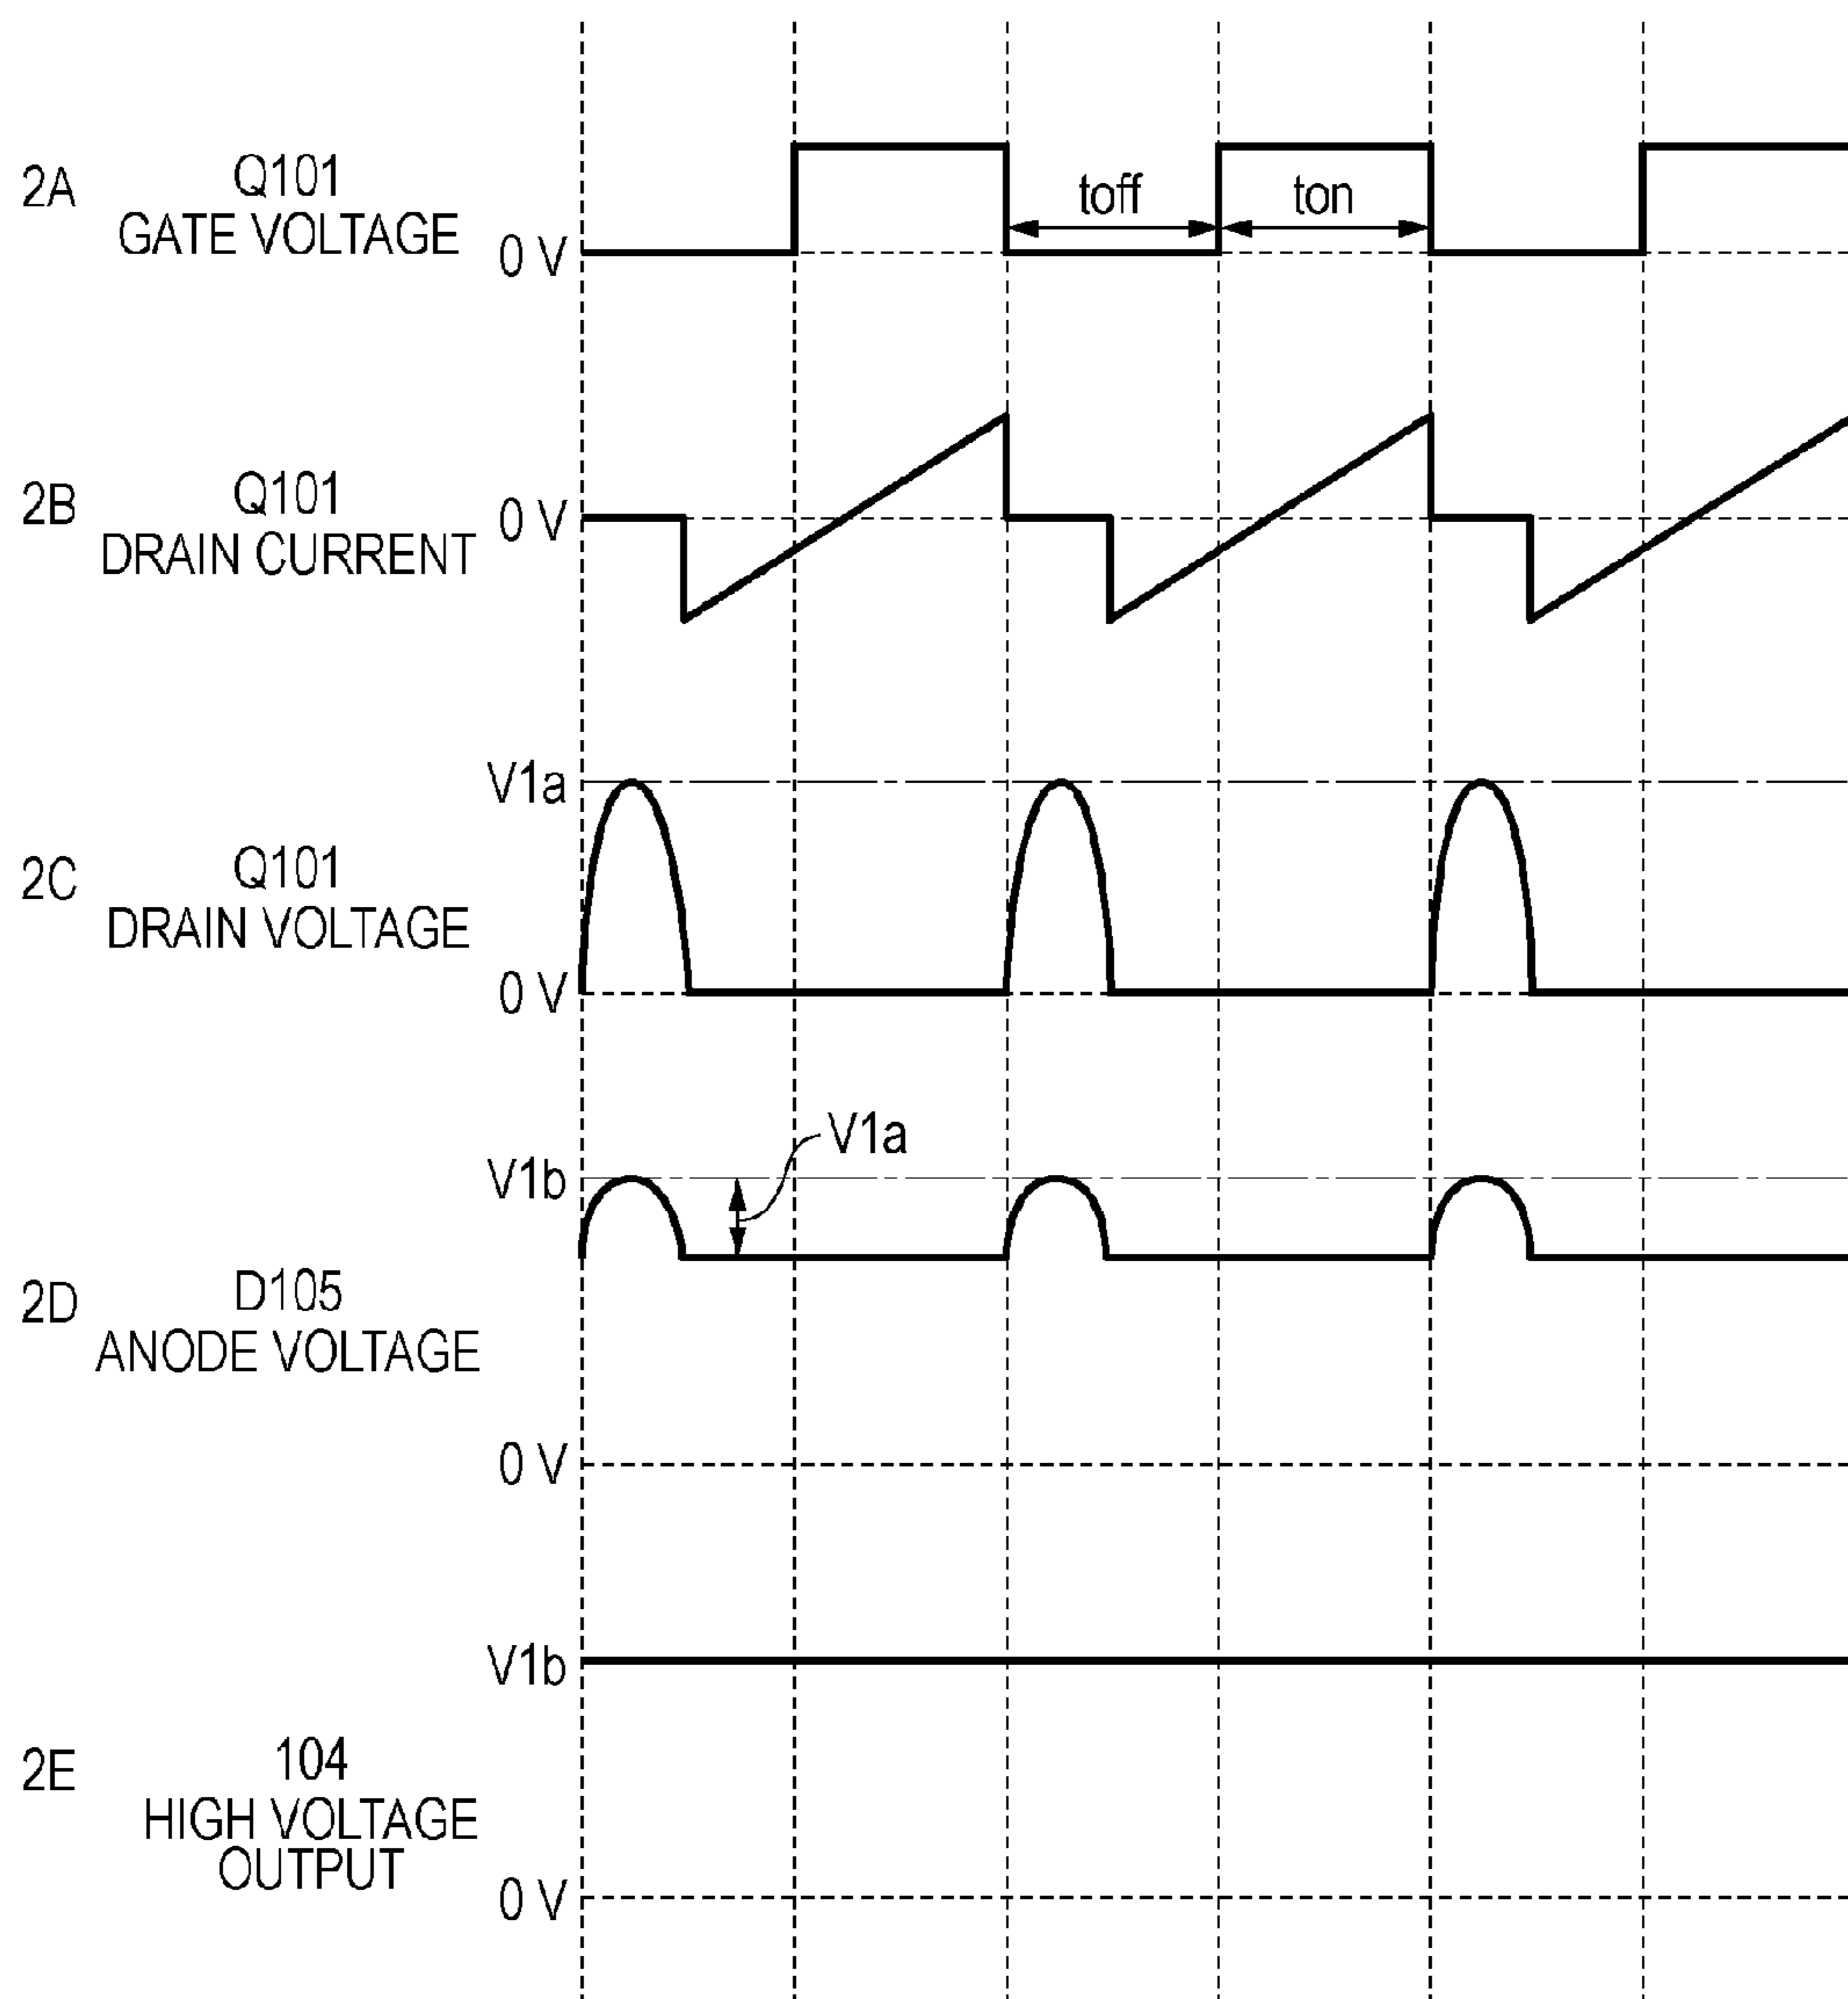 2A
Q101
GATE VOLTAGE
0 V
toff
ton
2B
Q101
DRAIN CURRENT
0 V
V1a
2C
Q101
DRAIN VOLTAGE
0 V
V1a
V1b
2D
D105
ANODE VOLTAGE
0 V
V1b
2E
104
HIGH VOLTAGE
OUTPUT
0 V